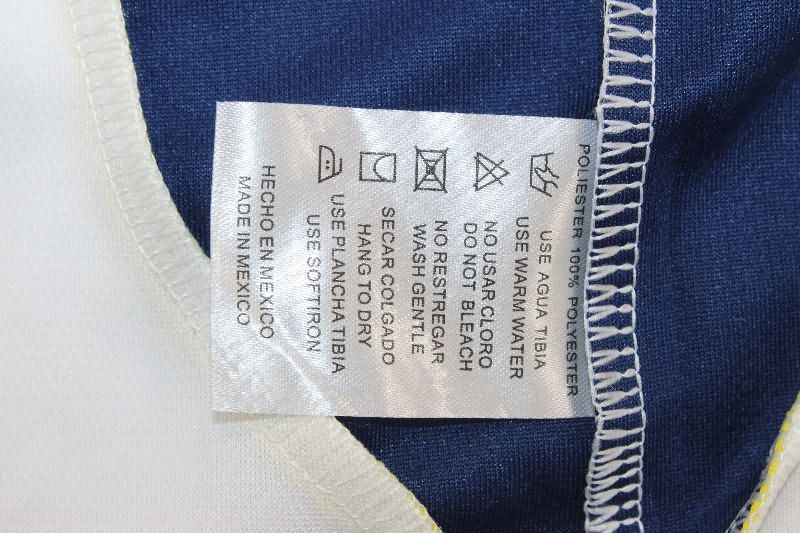 POLIESTER 100% POLYESTER
USE AGUA TIBIA
USE WARM WATER
NO USAR CLORO
DO NOT BLEACH
NO RESTREGAR
WASH GENTLE
SECAR COLGADO
HANG TO DRY
USE PLANCHA TIBIA
USE SOFTIRON
HECHO EN MEXICO
MADE IN MEXICO